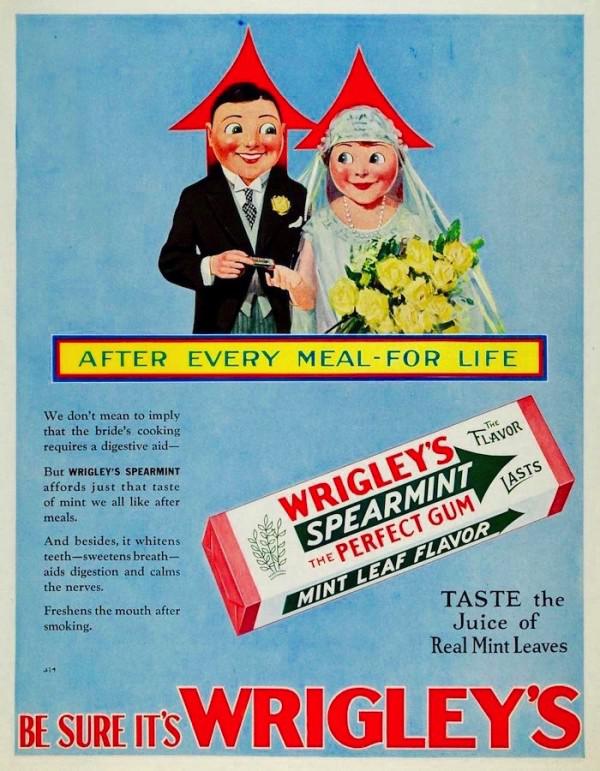 AFTER EVERY MEAL-FOR LIFE
We don't mean to imply
that the bride's cooking
requires a digestive aid—
But WRIGLEY'S SPEARMINT
affords just that taste
of mint we all like after
meals.
And besides, it whitens
teeth—sweetens breath—
aids digestion and calms
the nerves.
Freshens the mouth after
smoking.
WRIGLEY'S
SPEARMINT
THE PERFECT GUM
MINT LEAF FLAVOR
THE
FLAVOR
LASTS
TASTE the
Juice of
Real Mint Leaves
BE SURE IT'S WRIGLEY'S